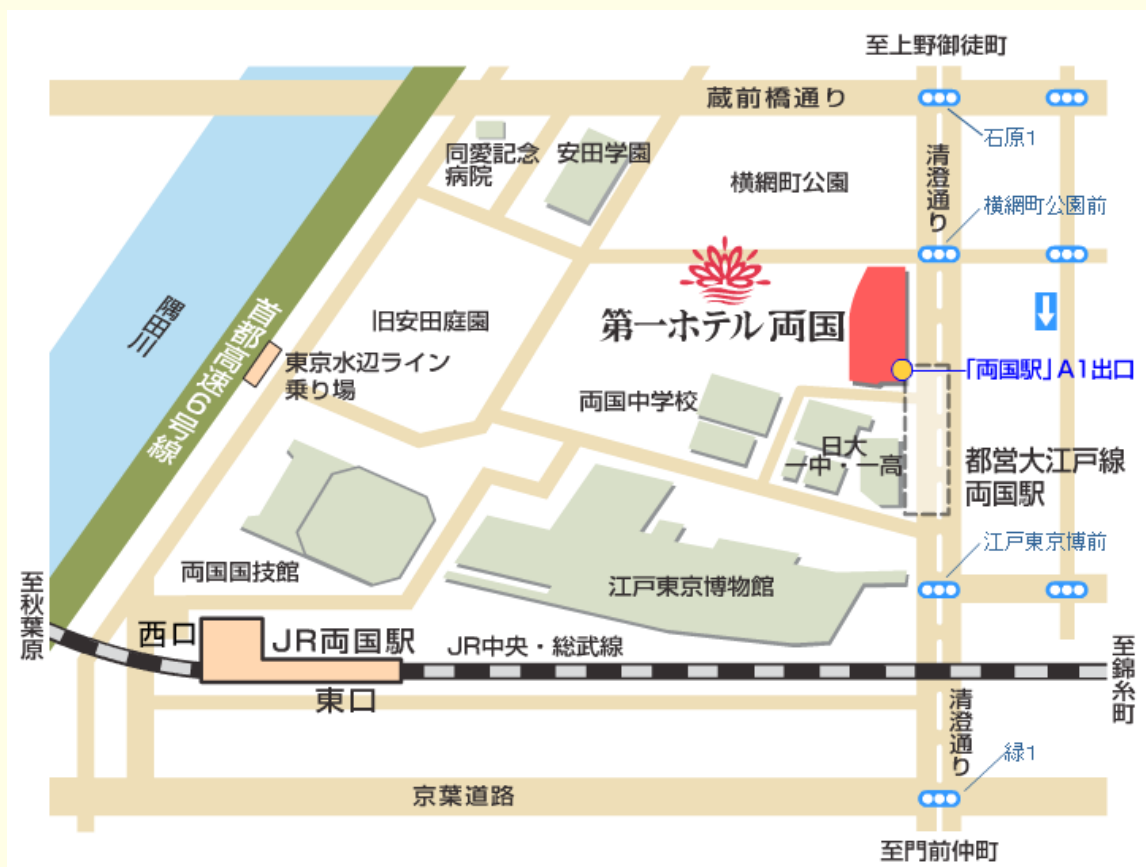 至上野御徒町
蔵前橋通り
石原1
同愛記念
病院
安田学園
横網町公園
清澄通り
横網町公園前
隅田川
首都高速6号線
旧安田庭園
第一ホテル 両国
東京水辺ライン
乗り場
「両国駅」A1出口
両国中学校
日大
一中・一高
都営大江戸線
両国駅
江戸東京博前
両国国技館
江戸東京博物館
至秋葉原
西口
JR両国駅
JR中央・総武線
至錦糸町
東口
清澄通り
緑1
京葉道路
至門前仲町